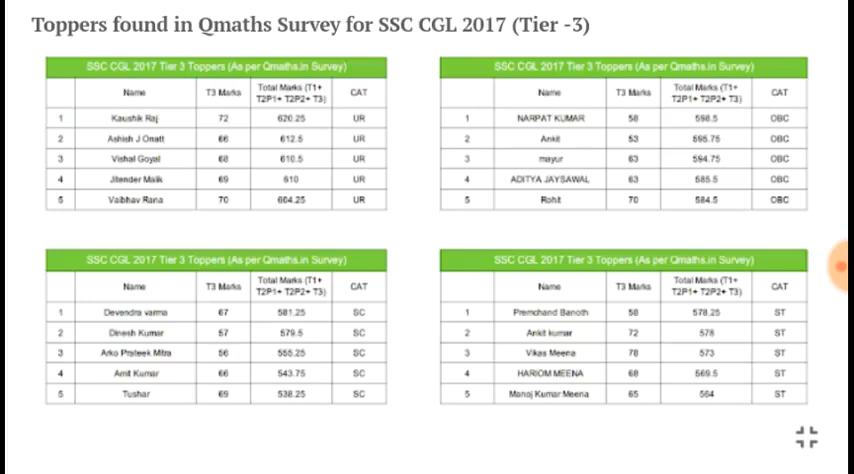 Toppers found in Qmaths Survey for SSC CGL 2017 (Tier -3)
SSC CGL 2017 Tier 3 Toppers (As per Qmaths.in Survey)
Name T3 Marks Total Marks (T1+ T2P1+ T2P2+ T3) CAT
1 Kaushik Raj 72 620.25 UR
2 Ashish J Onatt 66 612.5 UR
3 Vishal Goyal 68 610.5 UR
4 Jitender Malik 69 610 UR
5 Vaibhav Rana 70 604.25 UR
SSC CGL 2017 Tier 3 Toppers (As per Qmaths.in Survey)
Name T3 Marks Total Marks (T1+ T2P1+ T2P2+ T3) CAT
1 NARPAT KUMAR 58 598.5 OBC
2 Ankit 53 595.75 OBC
3 mayur 63 594.75 OBC
4 ADITYA JAYSAWAL 63 585.5 OBC
5 Rohit 70 584.5 OBC
SSC CGL 2017 Tier 3 Toppers (As per Qmaths.in Survey)
Name T3 Marks Total Marks (T1+ T2P1+ T2P2+ T3) CAT
1 Devendra varma 67 581.25 SC
2 Dinesh Kumar 57 579.5 SC
3 Arko Prateek Mitra 56 555.25 SC
4 Amit Kumar 66 543.75 SC
5 Tushar 69 538.25 SC
SSC CGL 2017 Tier 3 Toppers (As per Qmaths.in Survey)
Name T3 Marks Total Marks (T1+ T2P1+ T2P2+ T3) CAT
1 Premchand Banoth 58 578.25 ST
2 Ankit kumar 72 578 ST
3 Vikas Meena 78 573 ST
4 HARIOM MEENA 68 569.5 ST
5 Manoj Kumar Meena 65 564 ST